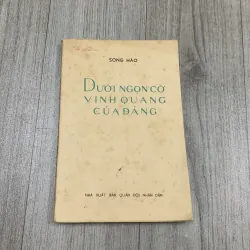 SONG HÀO
DƯỚI NGỌN CỜ
VINH QUANG
CỦA ĐẢNG
NHÀ XUẤT BẢN QUÂN ĐỘI NHÂN DÂN